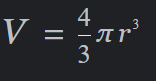 V = 4/3 πr³